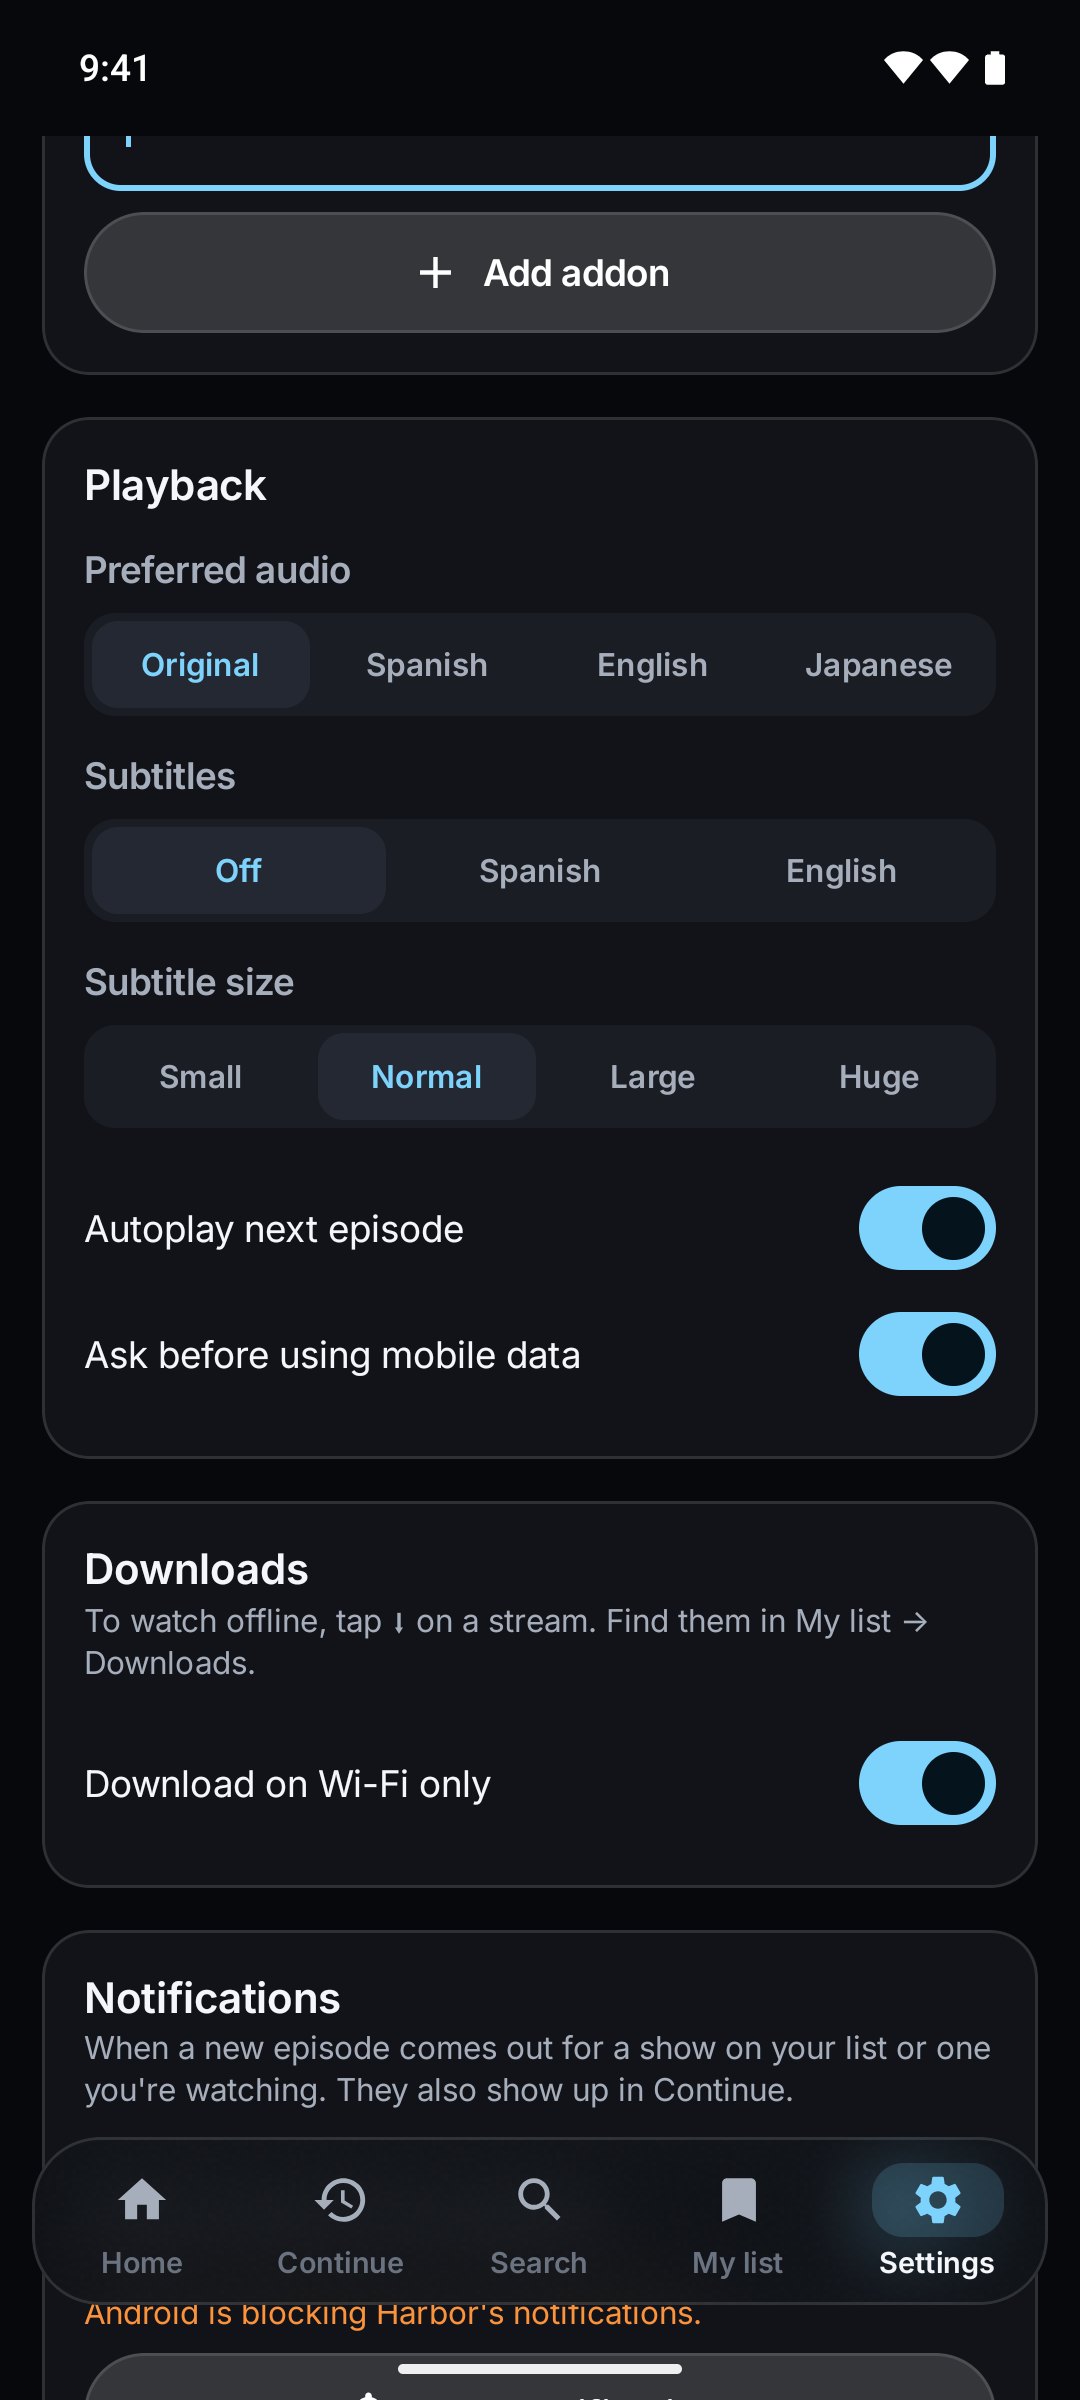 9:41
Add addon
Playback
Preferred audio
Original Spanish English Japanese
Subtitles
Off Spanish English
Subtitle size
Small Normal Large Huge
Autoplay next episode
Ask before using mobile data
Downloads
To watch offline, tap ⭳ on a stream. Find them in My list →
Downloads.
Download on Wi-Fi only
Notifications
When a new episode comes out for a show on your list or one
you're watching. They also show up in Continue.
Home Continue Search My list Settings
Android is blocking Harbor's notifications.